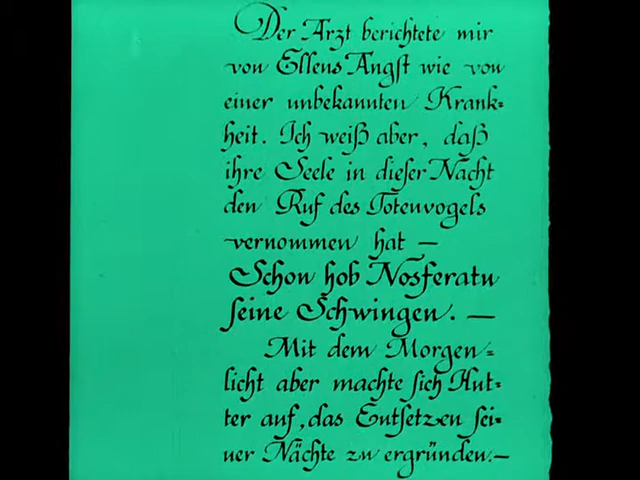 Der Arzt berichtete mir
von Ellens Angst wie von
einer unbekannten Krank=
heit. Ich weiß aber, daß
ihre Seele in dieſer Nacht
den Ruf des Totenvogels
vernommen hat —
Schon hob Nosferatu
ſeine Schwingen. —
Mit dem Morgen=
licht aber machte ſich Hut=
ter auf, das Entſetzen ſei=
ner Nächte zu ergründen. —